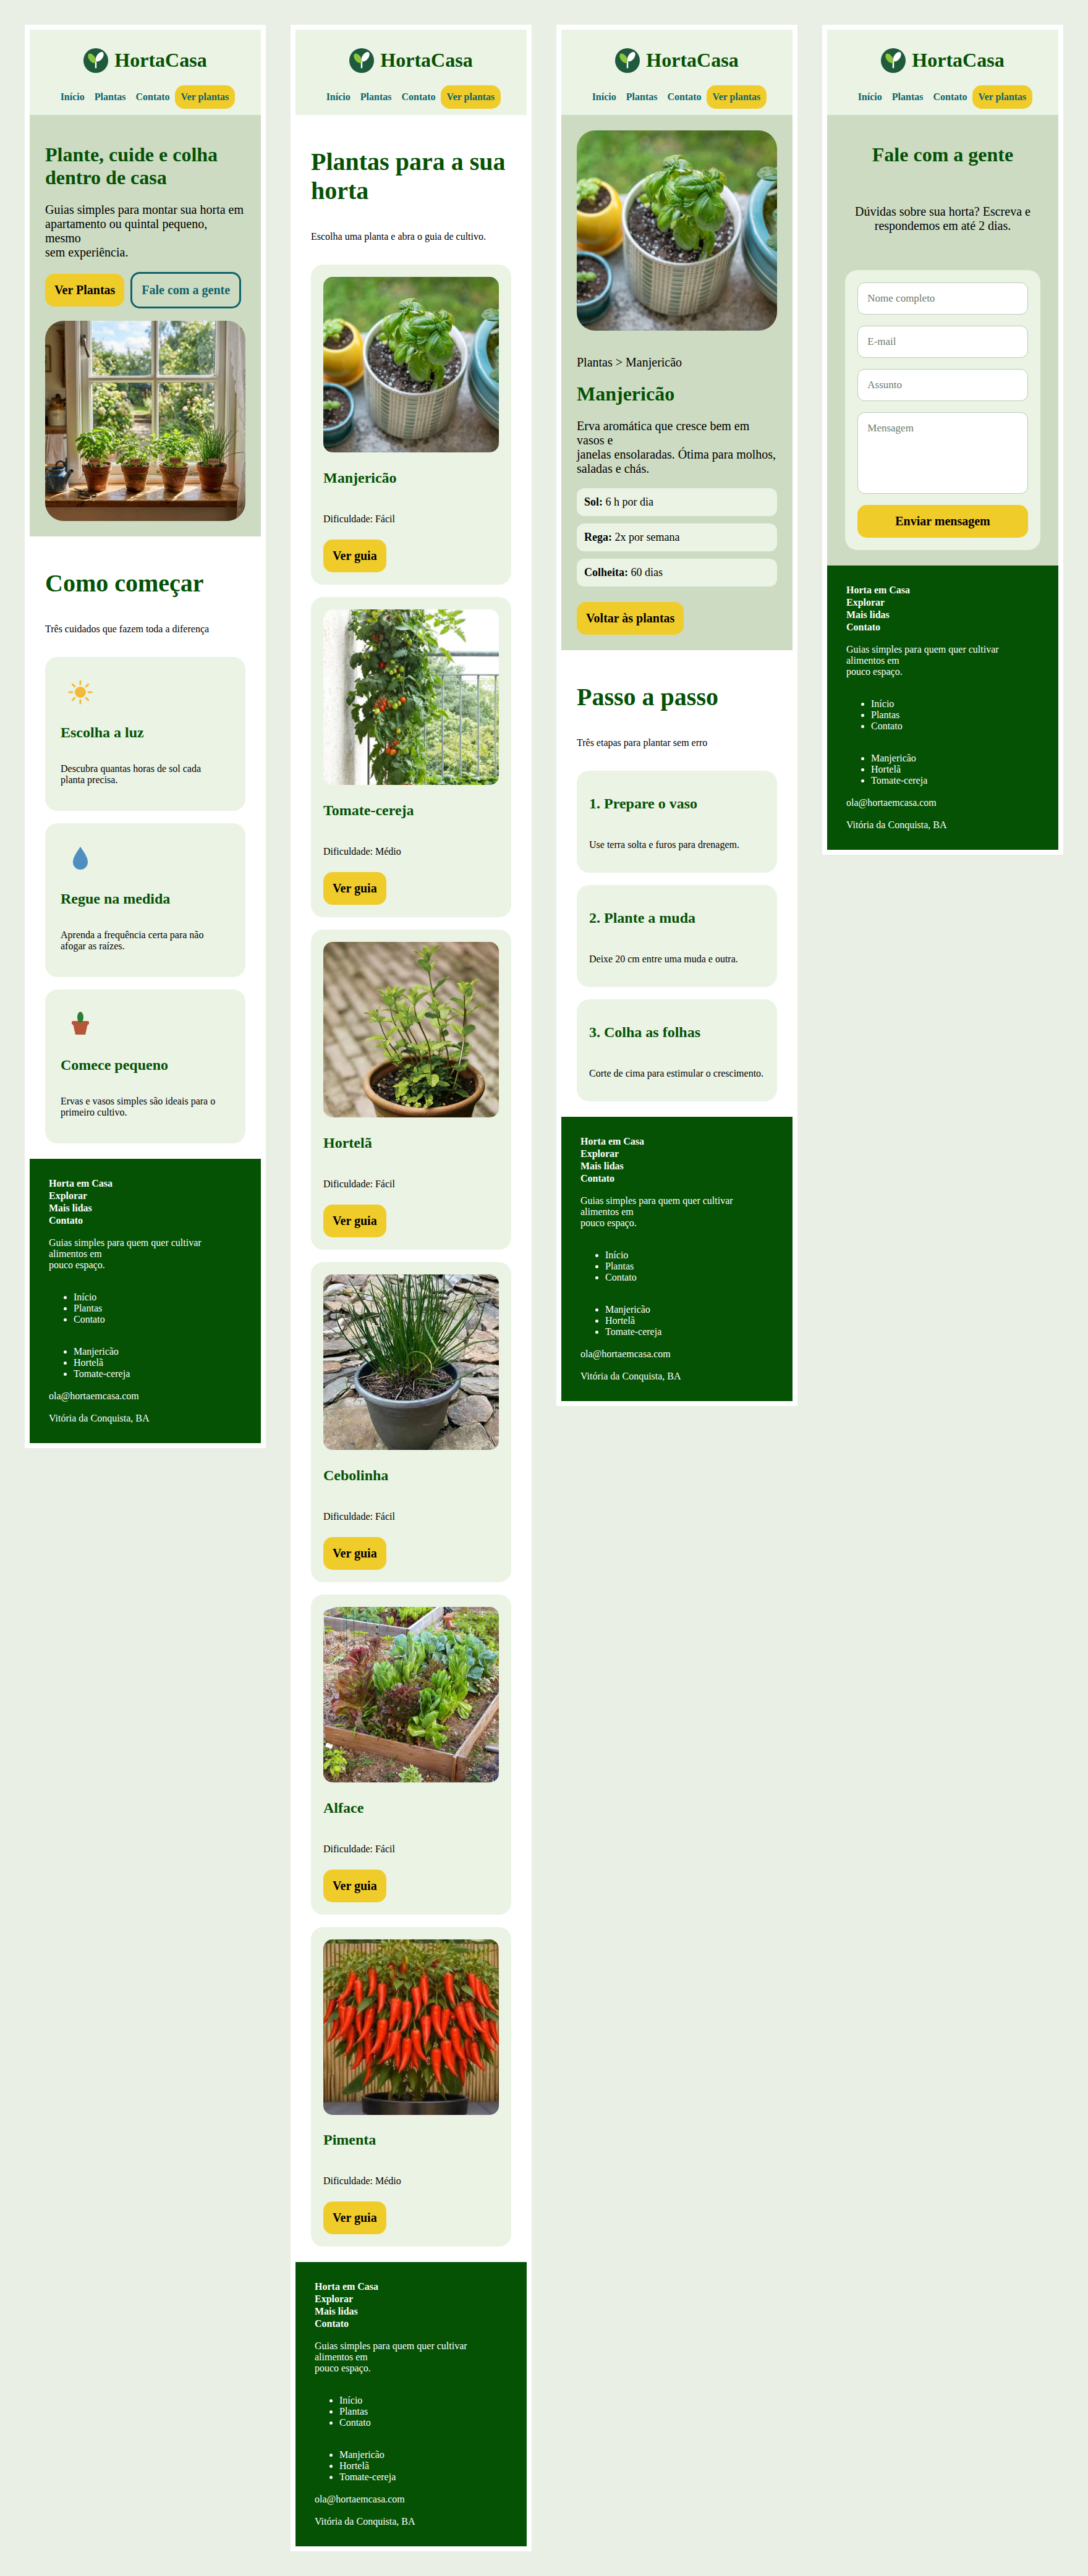 HortaCasa
Início Plantas Contato Ver plantas
Plante, cuide e colha
dentro de casa
Guias simples para montar sua horta em
apartamento ou quintal pequeno,
mesmo
sem experiência.
Ver Plantas Fale com a gente
Como começar
Três cuidados que fazem toda a diferença
Escolha a luz
Descubra quantas horas de sol cada
planta precisa.
Regue na medida
Aprenda a frequência certa para não
afogar as raízes.
Comece pequeno
Ervas e vasos simples são ideais para o
primeiro cultivo.
Horta em Casa
Explorar
Mais lidas
Contato
Guias simples para quem quer cultivar
alimentos em
pouco espaço.
Início
Plantas
Contato
Manjericão
Hortelã
Tomate-cereja
ola@hortaemcasa.com
Vitória da Conquista, BA
HortaCasa
Início Plantas Contato Ver plantas
Plantas para a sua
horta
Escolha uma planta e abra o guia de cultivo.
Manjericão
Dificuldade: Fácil
Ver guia
Tomate-cereja
Dificuldade: Médio
Ver guia
Hortelã
Dificuldade: Fácil
Ver guia
Cebolinha
Dificuldade: Fácil
Ver guia
Alface
Dificuldade: Fácil
Ver guia
Pimenta
Dificuldade: Médio
Ver guia
Horta em Casa
Explorar
Mais lidas
Contato
Guias simples para quem quer cultivar
alimentos em
pouco espaço.
Início
Plantas
Contato
Manjericão
Hortelã
Tomate-cereja
ola@hortaemcasa.com
Vitória da Conquista, BA
HortaCasa
Início Plantas Contato Ver plantas
Plantas > Manjericão
Manjericão
Erva aromática que cresce bem em
vasos e
janelas ensolaradas. Ótima para molhos,
saladas e chás.
Sol: 6 h por dia
Rega: 2x por semana
Colheita: 60 dias
Voltar às plantas
Passo a passo
Três etapas para plantar sem erro
1. Prepare o vaso
Use terra solta e furos para drenagem.
2. Plante a muda
Deixe 20 cm entre uma muda e outra.
3. Colha as folhas
Corte de cima para estimular o crescimento.
Horta em Casa
Explorar
Mais lidas
Contato
Guias simples para quem quer cultivar
alimentos em
pouco espaço.
Início
Plantas
Contato
Manjericão
Hortelã
Tomate-cereja
ola@hortaemcasa.com
Vitória da Conquista, BA
HortaCasa
Início Plantas Contato Ver plantas
Fale com a gente
Dúvidas sobre sua horta? Escreva e
respondemos em até 2 dias.
Nome completo
E-mail
Assunto
Mensagem
Enviar mensagem
Horta em Casa
Explorar
Mais lidas
Contato
Guias simples para quem quer cultivar
alimentos em
pouco espaço.
Início
Plantas
Contato
Manjericão
Hortelã
Tomate-cereja
ola@hortaemcasa.com
Vitória da Conquista, BA